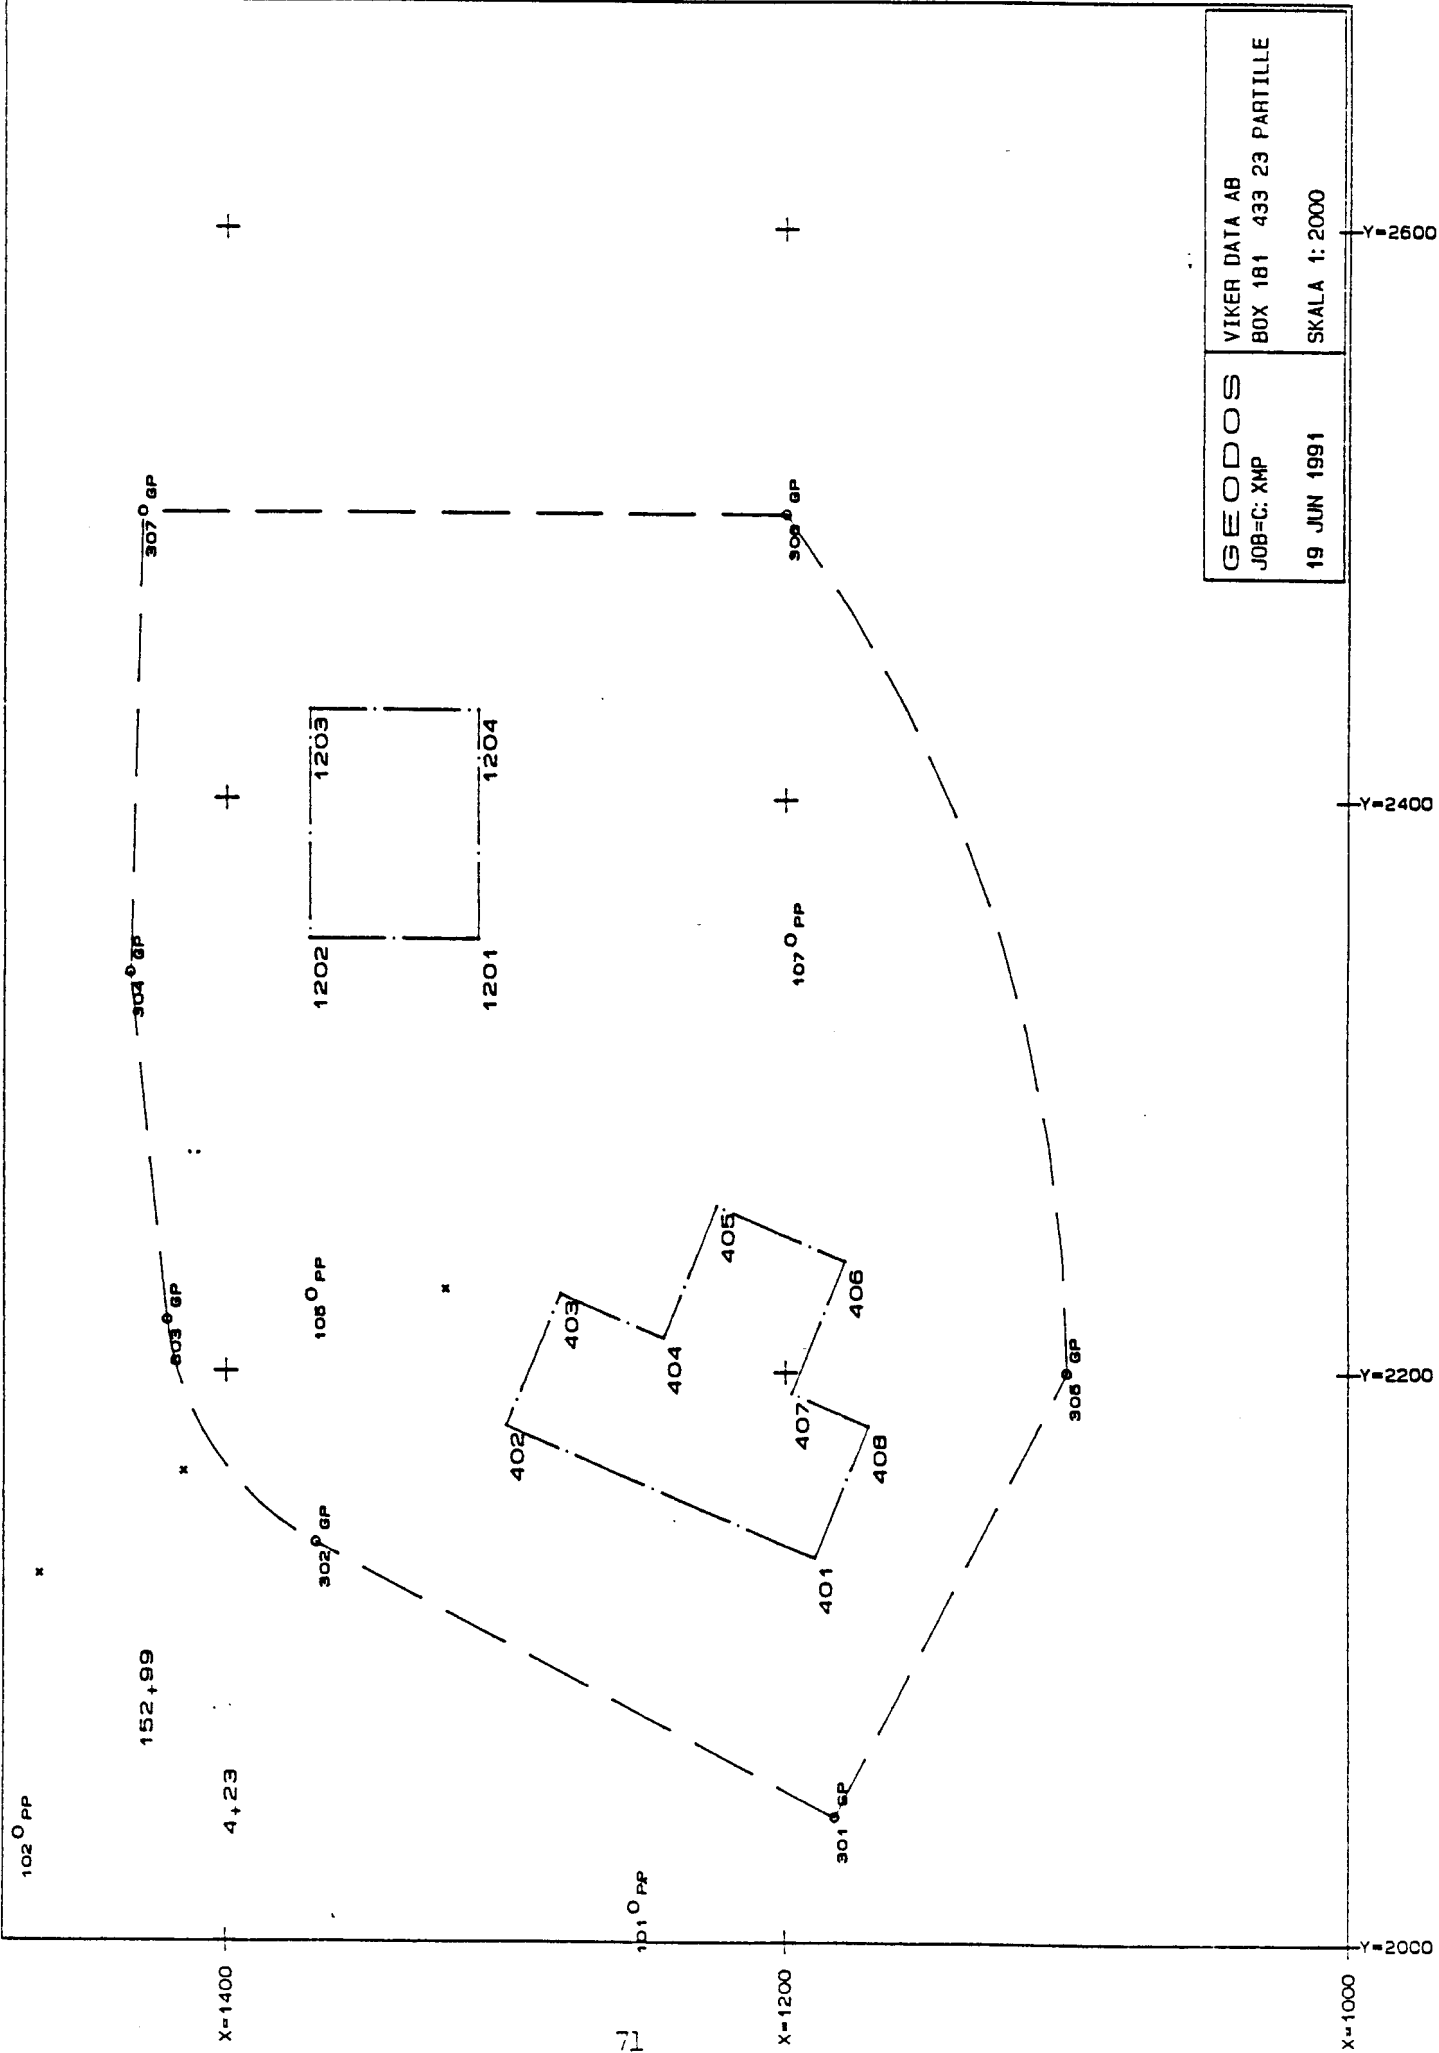 102 PP
152+99
4+23
302 GP
303 GP
304 GP
307 GP
105 PP
1202
1203
1201
1204
402
403
404
405
406
407
408
401
107 PP
306 GP
305 GP
301 GP
101 PP
GEODOS
JOB=C:XMP
19 JUN 1991
VIKER DATA AB
BOX 181 433 23 PARTILLE
SKALA 1:2000
X=1400
X=1200
X=1000
Y=2000
Y=2200
Y=2400
Y=2600
71